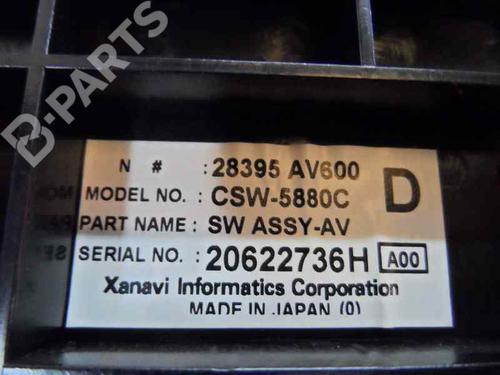 B-PARTS
N # :28395 AV600
D
MODEL NO. : CSW-5880C
PART NAME : SW ASSY-AV
SERIAL NO. : 20622736H A00
Xanavi Informatics Corporation
MADE IN JAPAN (0)